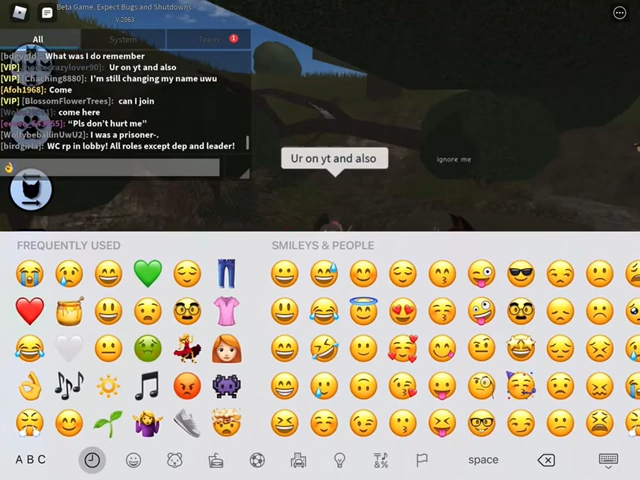 Beta Game. Expect Bugs and Shutdowns
v.2863
All
System
Team
1
What was I do remember
[VIP] Ur on yt and also
[VIP] [Chaching8880]: I'm still changing my name uwu
[Afoh1968]: Come
[VIP] [BlossomFlowerTrees]: can I join
come here
"Pls don't hurt me"
[WolfybeballinUwU2]: I was a prisoner-.
[birdgirla]: WC rp in lobby! All roles except dep and leader!
👌
Ur on yt and also
ignore me
FREQUENTLY USED
SMILEYS & PEOPLE
A B C
space